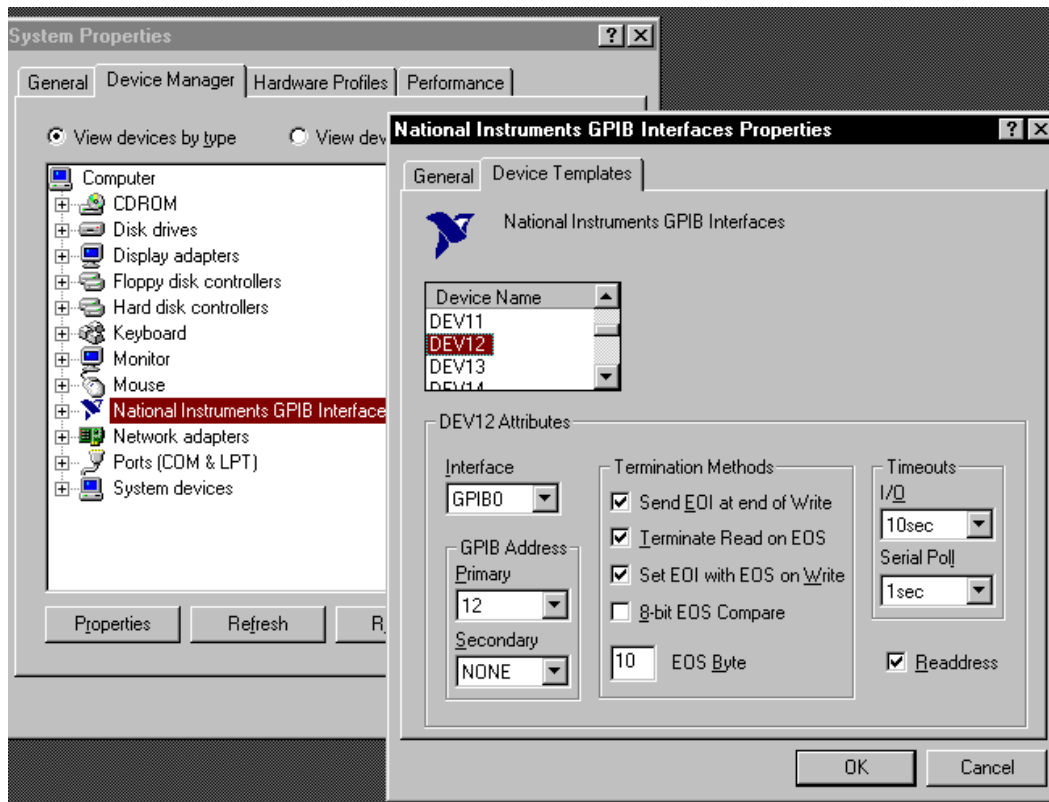 System Properties
General Device Manager Hardware Profiles Performance
View devices by type View dev
Computer
CDROM
Disk drives
Display adapters
Floppy disk controllers
Hard disk controllers
Keyboard
Monitor
Mouse
National Instruments GPIB Interface
Network adapters
Ports (COM & LPT)
System devices
Properties Refresh R
National Instruments GPIB Interfaces Properties
General Device Templates
National Instruments GPIB Interfaces
Device Name
DEV11
DEV12
DEV13
DEV14
DEV12 Attributes
Interface
GPIB0
GPIB Address
Primary
12
Secondary
NONE
Termination Methods
Send EOI at end of Write
Terminate Read on EOS
Set EOI with EOS on Write
8-bit EOS Compare
10 EOS Byte
Timeouts
I/O
10sec
Serial Poll
1sec
Readdress
OK Cancel